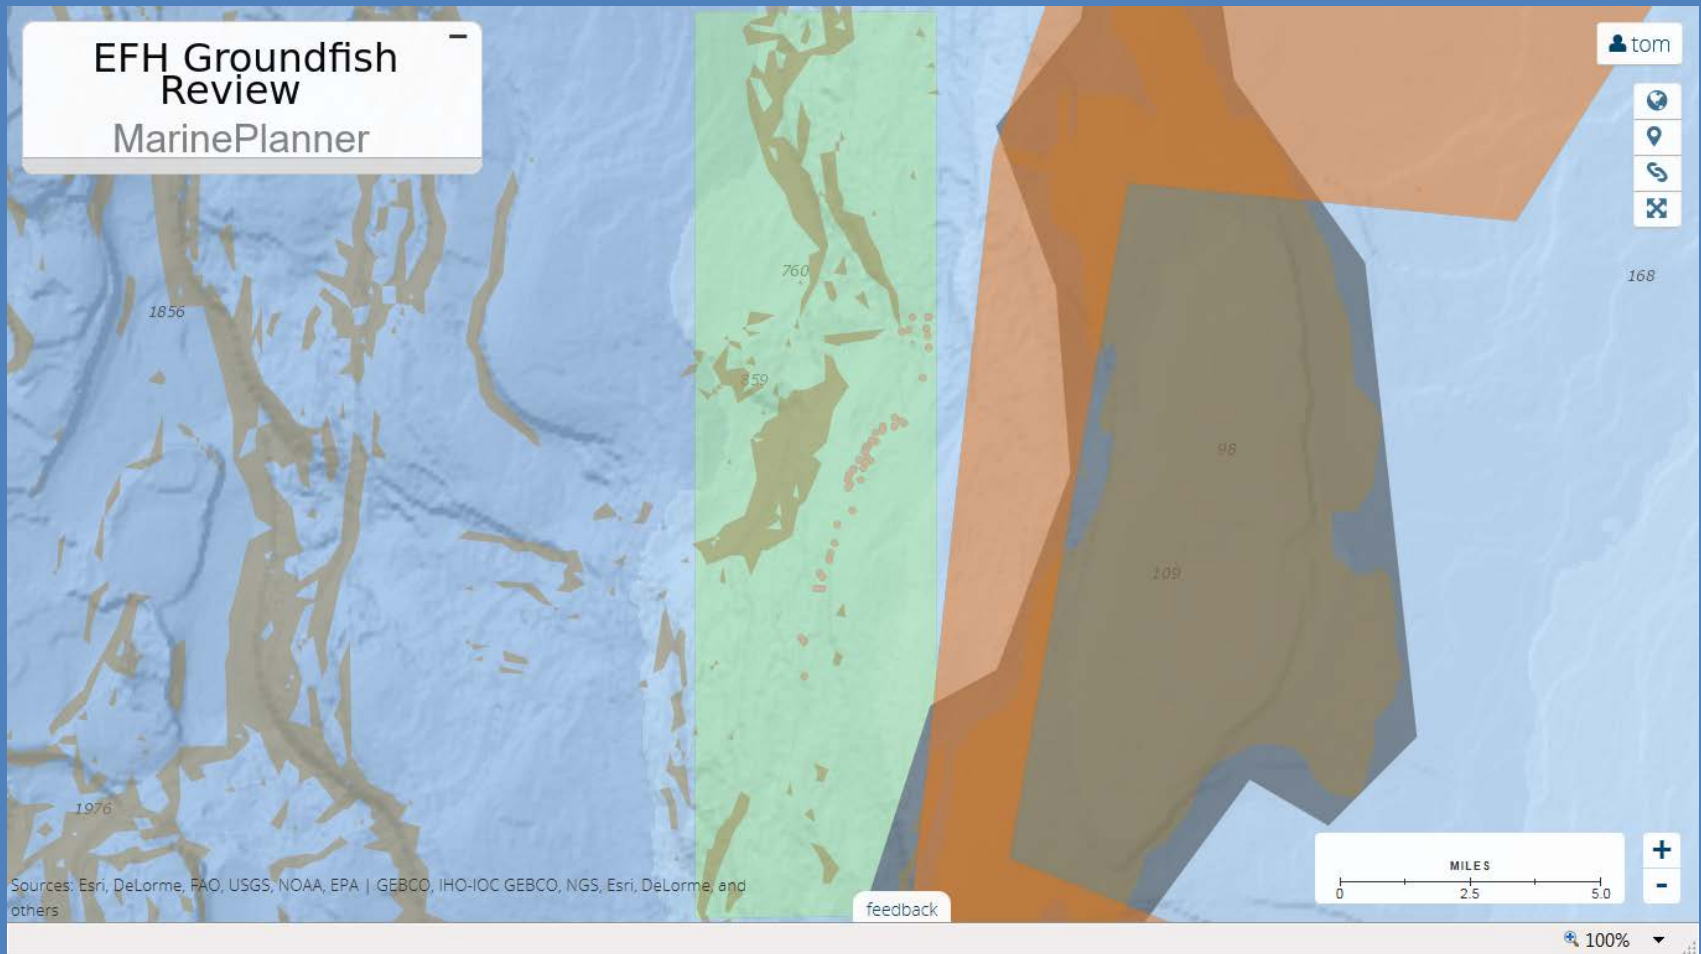 EFH Groundfish
Review
MarinePlanner
tom
760
168
1856
859
98
109
1976
MILES
0 2.5 5.0
+
-
Sources: Esri, DeLorme, FAO, USGS, NOAA, EPA | GEBCO, IHO-IOC GEBCO, NGS, Esri, DeLorme, and
others
feedback
100%